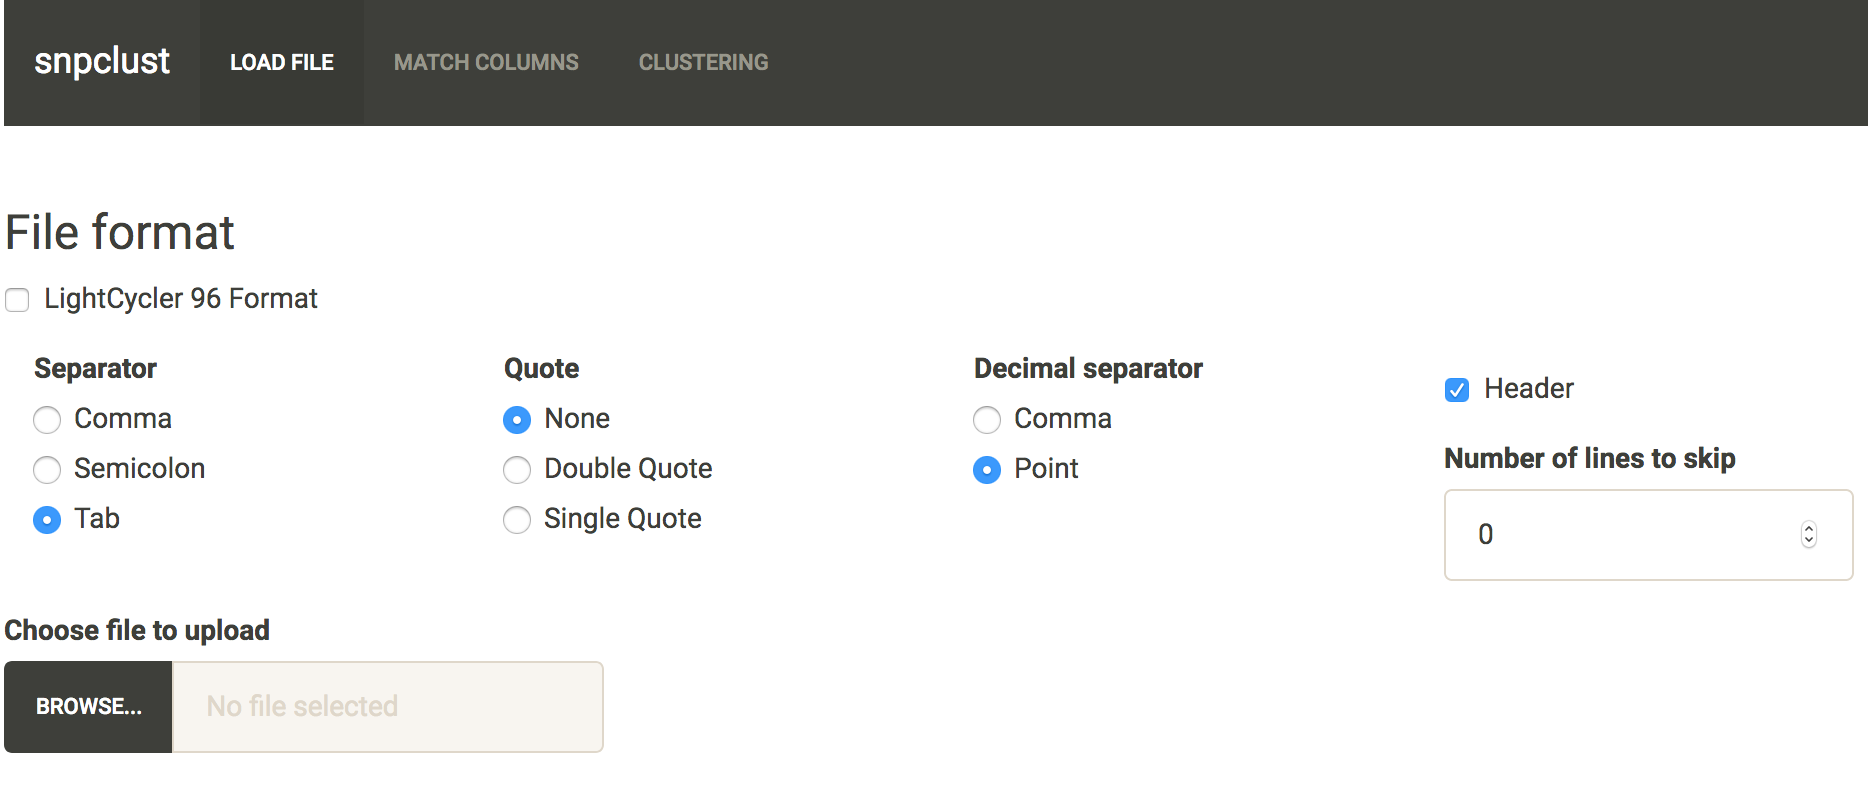 snpclust LOAD FILE MATCH COLUMNS CLUSTERING
File format
LightCycler 96 Format
Separator
Comma
Semicolon
Tab
Quote
None
Double Quote
Single Quote
Decimal separator
Comma
Point
Header
Number of lines to skip
0
Choose file to upload
BROWSE... No file selected